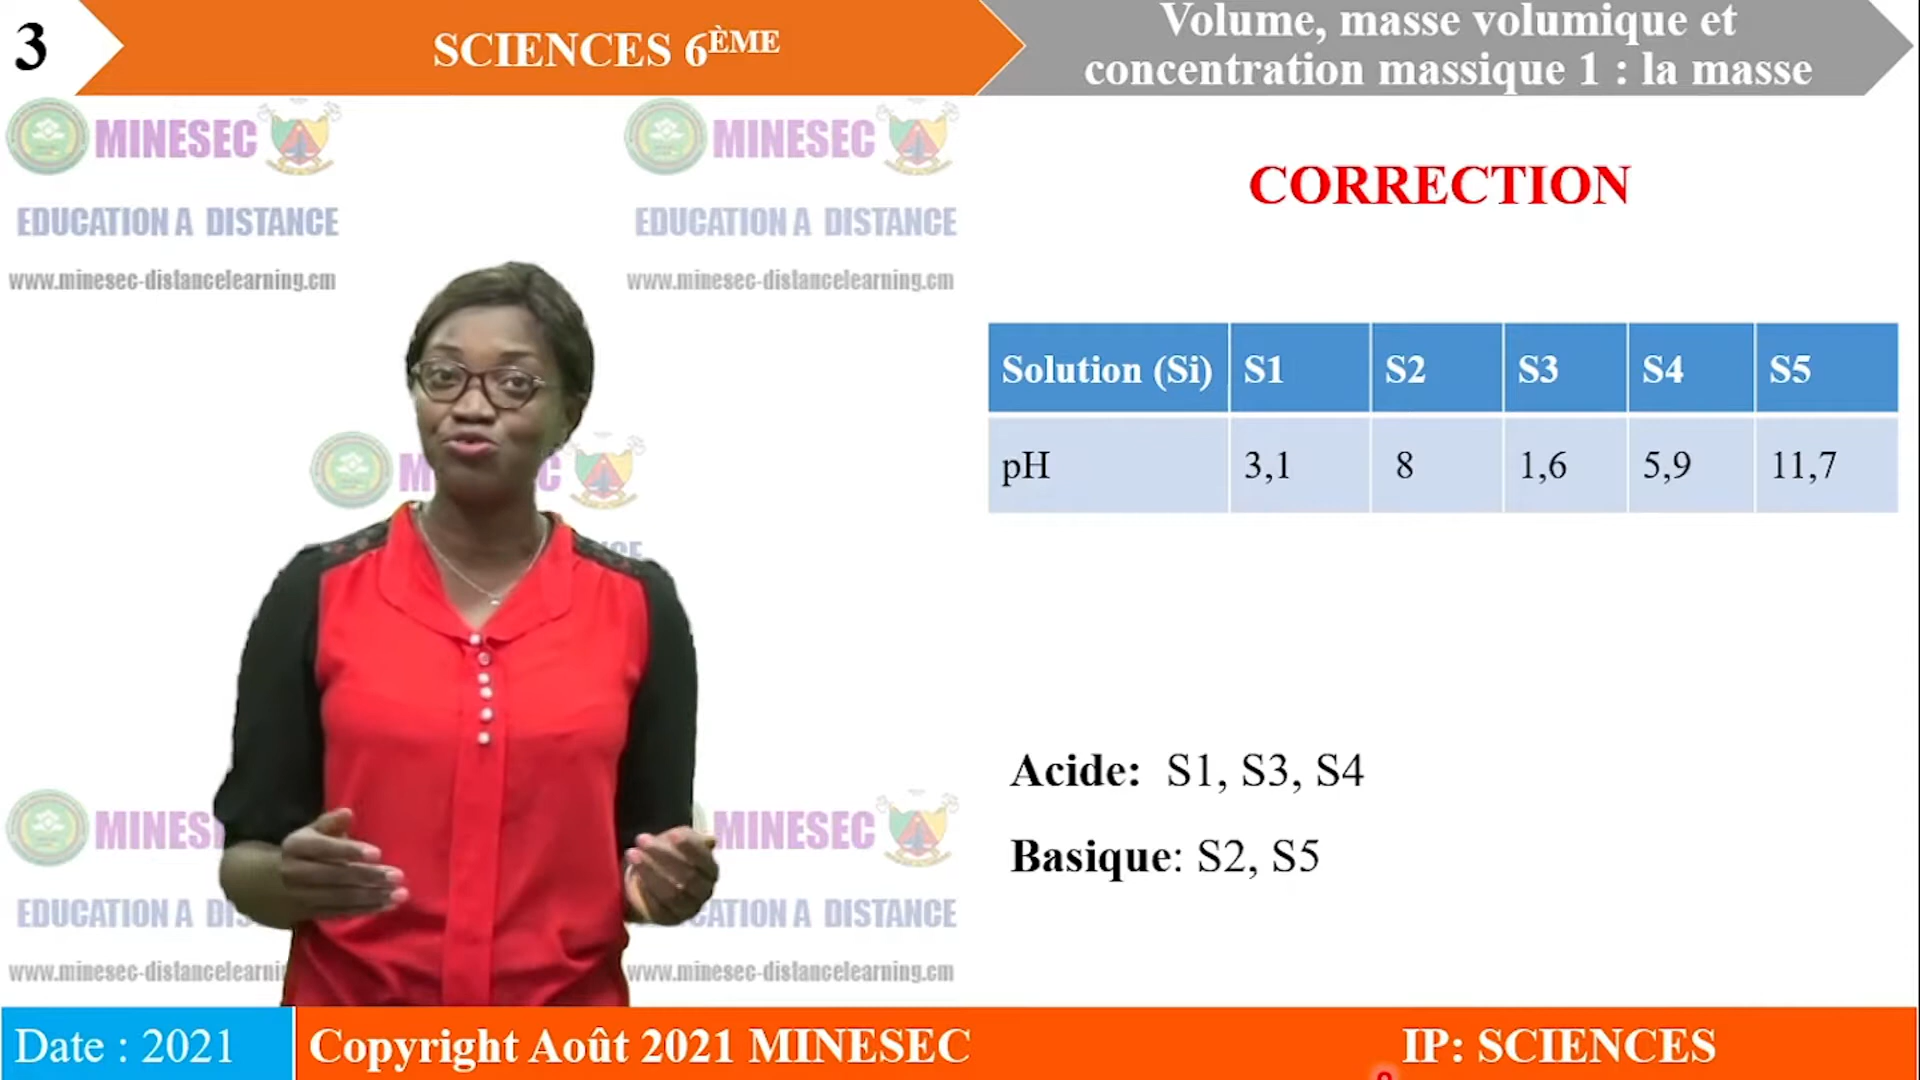 3
SCIENCES 6ÈME
Volume, masse volumique et
concentration massique 1 : la masse
MINESEC
EDUCATION A DISTANCE
www.minesec-distancelearning.cm
MINESEC
EDUCATION A DISTANCE
www.minesec-distancelearning.cm
CORRECTION
Solution (Si) S1 S2 S3 S4 S5
pH 3,1 8 1,6 5,9 11,7
Acide: S1, S3, S4
Basique: S2, S5
MINESEC
EDUCATION A DISTANCE
www.minesec-distancelearning.cm
Date : 2021
Copyright Août 2021 MINESEC
IP: SCIENCES